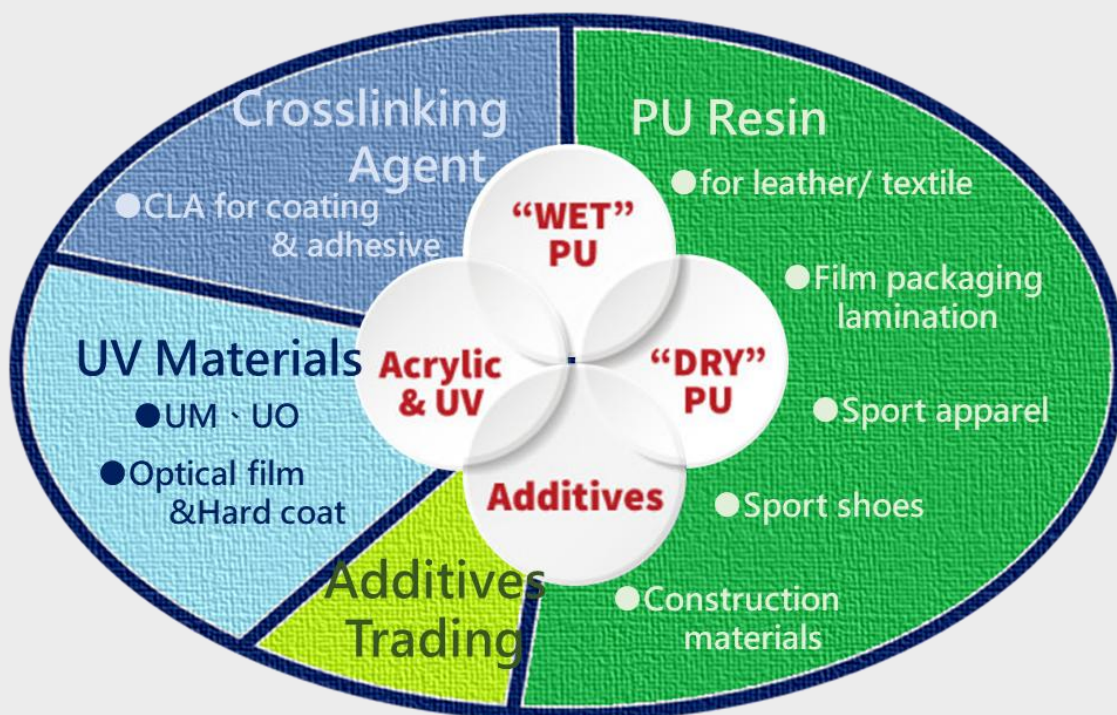 Crosslinking
Agent
●CLA for coating
& adhesive
PU Resin
●for leather/ textile
●Film packaging
lamination
●Sport apparel
●Sport shoes
●Construction
materials
UV Materials
●UM、UO
●Optical film
&Hard coat
Additives
Trading
“WET”
PU
Acrylic
& UV
“DRY”
PU
Additives